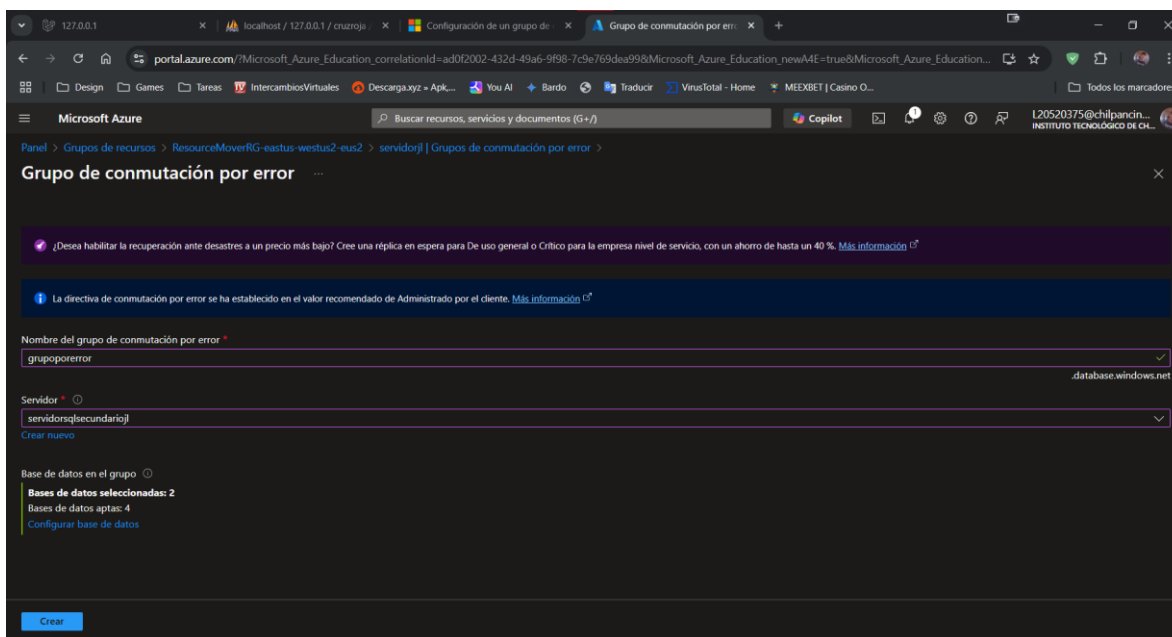 127.0.0.1
localhost / 127.0.0.1 / cruzroja
Configuración de un grupo de
Grupo de conmutación por erro
portal.azure.com/?Microsoft_Azure_Education_correlationId=ad0f2002-432d-49a6-9f98-7c9e769dea99&Microsoft_Azure_Education_newA4E=true&Microsoft_Azure_Education...
Design
Games
Tareas
IntercambiosVirtuales
Descarga.xyz » Apk,...
You AI
Bardo
Traducir
VirusTotal - Home
MEEXBET | Casino O...
Todos los marcadore
Microsoft Azure
Buscar recursos, servicios y documentos (G+/)
Copilot
1
L20520375@chilpancin...
INSTITUTO TECNOLÓGICO DE CH...
Panel > Grupos de recursos > ResourceMoverRG-eastus-westus2-eus2 > servidorjl | Grupos de conmutación por error >
Grupo de conmutación por error ...
¿Desea habilitar la recuperación ante desastres a un precio más bajo? Cree una réplica en espera para De uso general o Crítico para la empresa nivel de servicio, con un ahorro de hasta un 40 %. Más información
La directiva de conmutación por error se ha establecido en el valor recomendado de Administrado por el cliente. Más información
Nombre del grupo de conmutación por error *
grupoporerror
.database.windows.net
Servidor *
servidorsqlsecundariojl
Crear nuevo
Base de datos en el grupo
Bases de datos seleccionadas: 2
Bases de datos aptas: 4
Configurar base de datos
Crear